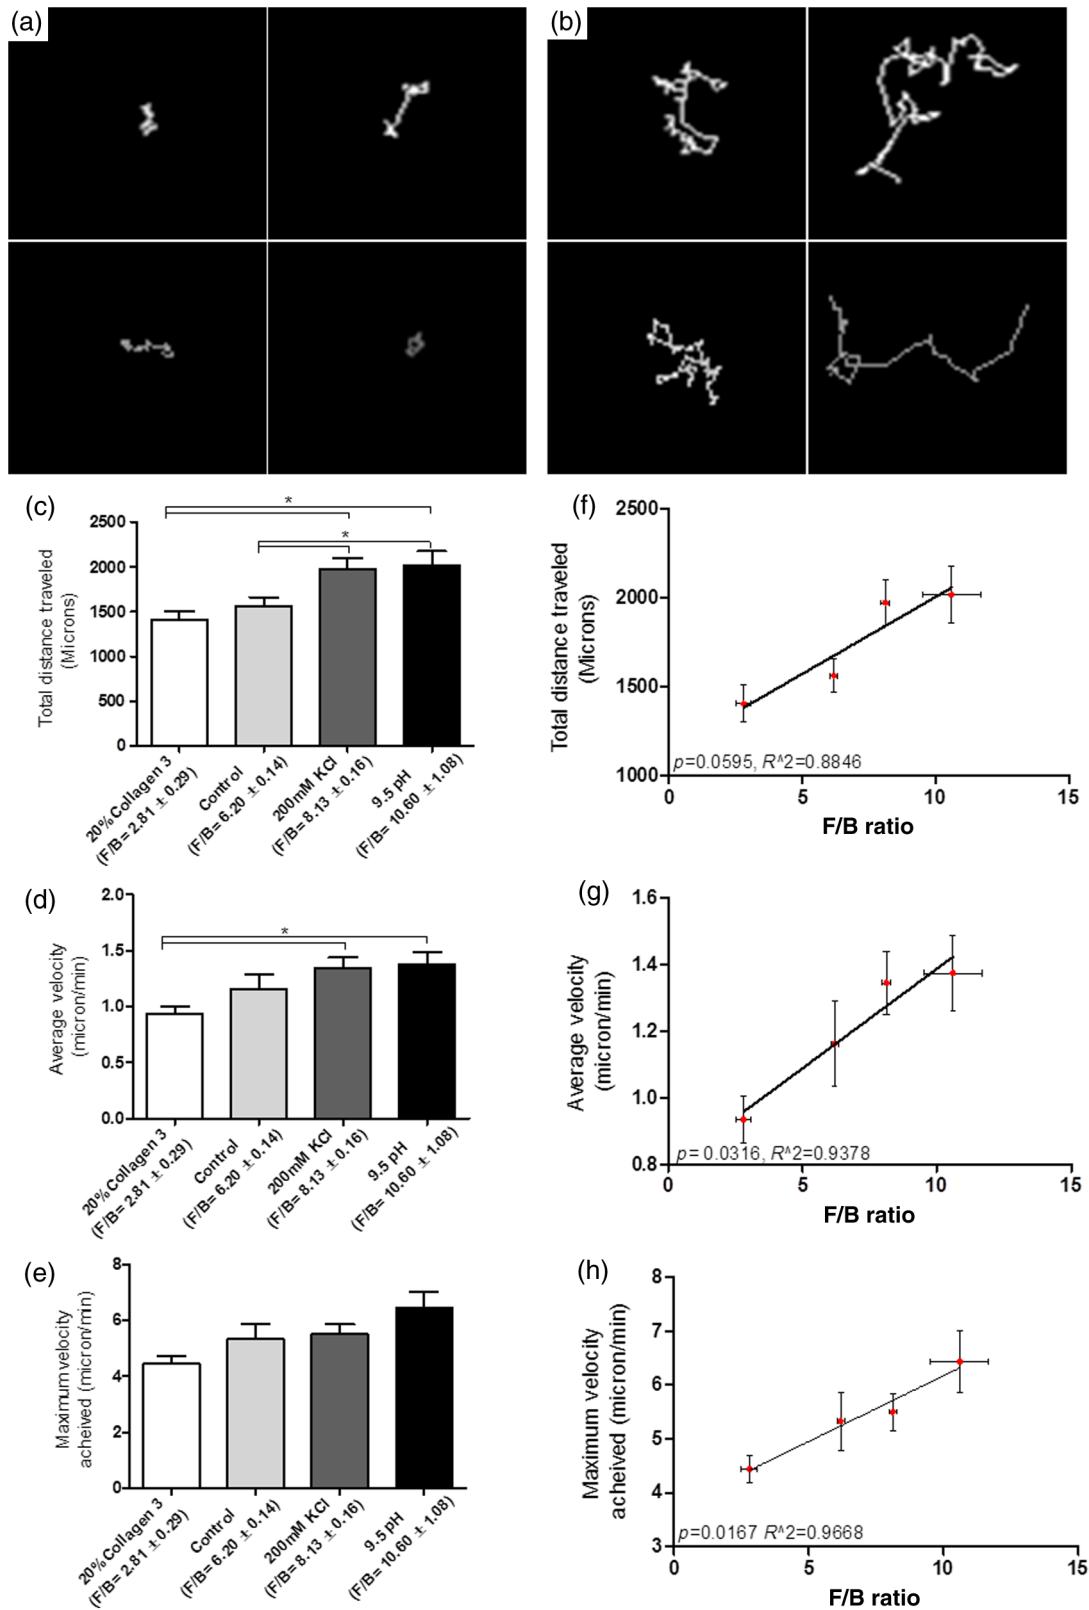 (a)
(b)
(c)
Total distance traveled
(Microns)
2500
2000
1500
1000
500
0
*
*
20% Collagen 3
(F/B= 2.81 ± 0.29)
Control
(F/B= 6.20 ± 0.14)
200mM KCl
(F/B= 8.13 ± 0.16)
9.5 pH
(F/B= 10.60 ± 1.08)
(f)
Total distance traveled
(Microns)
2500
2000
1500
1000
p=0.0595, R^2=0.8846
0
5
10
15
F/B ratio
(d)
Average velocity
(micron/min)
2.0
1.5
1.0
0.5
0.0
*
20% Collagen 3
(F/B= 2.81 ± 0.29)
Control
(F/B= 6.20 ± 0.14)
200mM KCl
(F/B= 8.13 ± 0.16)
9.5 pH
(F/B= 10.60 ± 1.08)
(g)
Average velocity
(micron/min)
1.6
1.4
1.2
1.0
0.8
p= 0.0316, R^2=0.9378
0
5
10
15
F/B ratio
(e)
Maximum velocity
acheived (micron/min)
8
6
4
2
0
20% Collagen 3
(F/B= 2.81 ± 0.29)
Control
(F/B= 6.20 ± 0.14)
200mM KCl
(F/B= 8.13 ± 0.16)
9.5 pH
(F/B= 10.60 ± 1.08)
(h)
Maximum velocity
acheived (micron/min)
8
7
6
5
4
3
p=0.0167 R^2=0.9668
0
5
10
15
F/B ratio